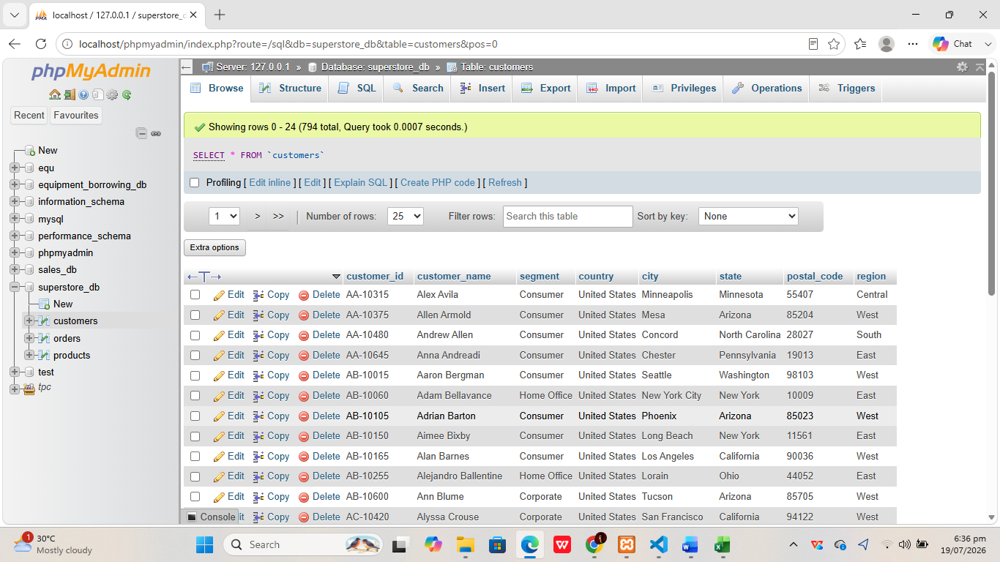 localhost / 127.0.0.1 / superstore_d
localhost/phpmyadmin/index.php?route=/sql&db=superstore_db&table=customers&pos=0
Chat
phpMyAdmin
Recent Favourites
New
equ
equipment_borrowing_db
information_schema
mysql
performance_schema
phpmyadmin
sales_db
superstore_db
New
customers
orders
products
test
tpc
Server: 127.0.0.1 » Database: superstore_db » Table: customers
Browse Structure SQL Search Insert Export Import Privileges Operations Triggers
Showing rows 0 - 24 (794 total, Query took 0.0007 seconds.)
SELECT * FROM `customers`
Profiling [ Edit inline ] [ Edit ] [ Explain SQL ] [ Create PHP code ] [ Refresh ]
1 > >> | Number of rows: 25 Filter rows: Search this table Sort by key: None
Extra options
←T→ customer_id customer_name segment country city state postal_code region
Edit Copy Delete AA-10315 Alex Avila Consumer United States Minneapolis Minnesota 55407 Central
Edit Copy Delete AA-10375 Allen Armold Consumer United States Mesa Arizona 85204 West
Edit Copy Delete AA-10480 Andrew Allen Consumer United States Concord North Carolina 28027 South
Edit Copy Delete AA-10645 Anna Andreadi Consumer United States Chester Pennsylvania 19013 East
Edit Copy Delete AB-10015 Aaron Bergman Consumer United States Seattle Washington 98103 West
Edit Copy Delete AB-10060 Adam Bellavance Home Office United States New York City New York 10009 East
Edit Copy Delete AB-10105 Adrian Barton Consumer United States Phoenix Arizona 85023 West
Edit Copy Delete AB-10150 Aimee Bixby Consumer United States Long Beach New York 11561 East
Edit Copy Delete AB-10165 Alan Barnes Consumer United States Los Angeles California 90036 West
Edit Copy Delete AB-10255 Alejandro Ballentine Home Office United States Lorain Ohio 44052 East
Edit Copy Delete AB-10600 Ann Blume Corporate United States Tucson Arizona 85705 West
Console it Copy Delete AC-10420 Alyssa Crouse Corporate United States San Francisco California 94122 West
1 30°C
Mostly cloudy
Search
6:36 pm
19/07/2026